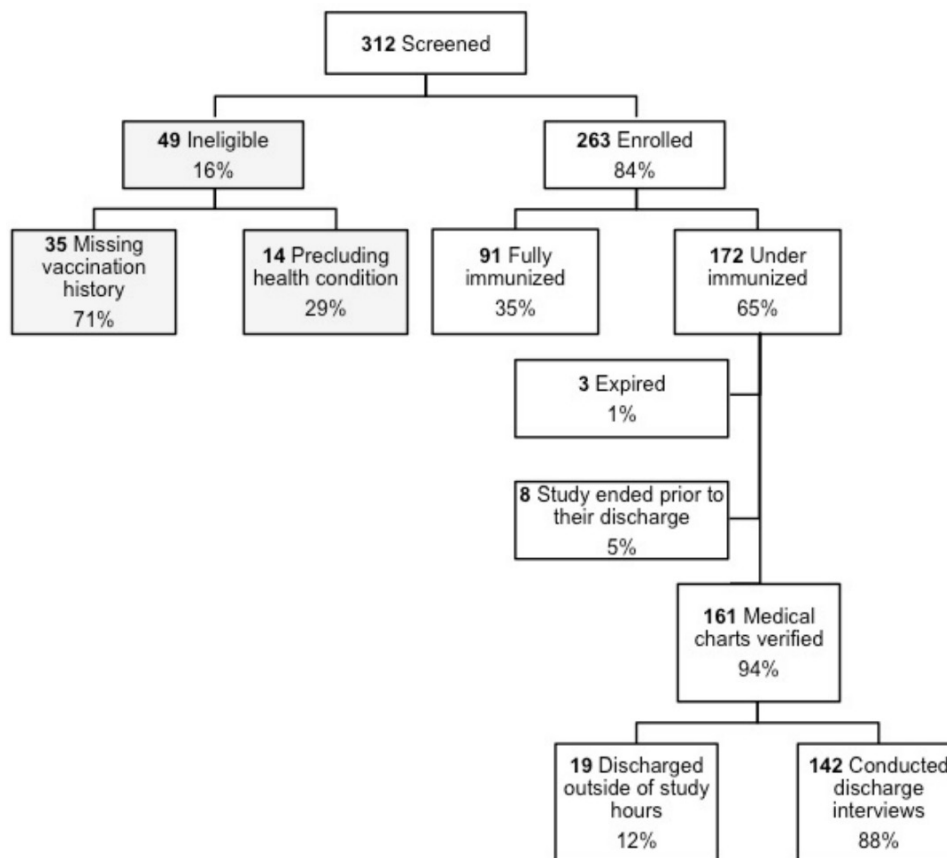 312 Screened
49 Ineligible
16%
263 Enrolled
84%
35 Missing
vaccination
history
71%
14 Precluding
health condition
29%
91 Fully
immunized
35%
172 Under
immunized
65%
3 Expired
1%
8 Study ended prior to
their discharge
5%
161 Medical
charts verified
94%
19 Discharged
outside of study
hours
12%
142 Conducted
discharge
interviews
88%